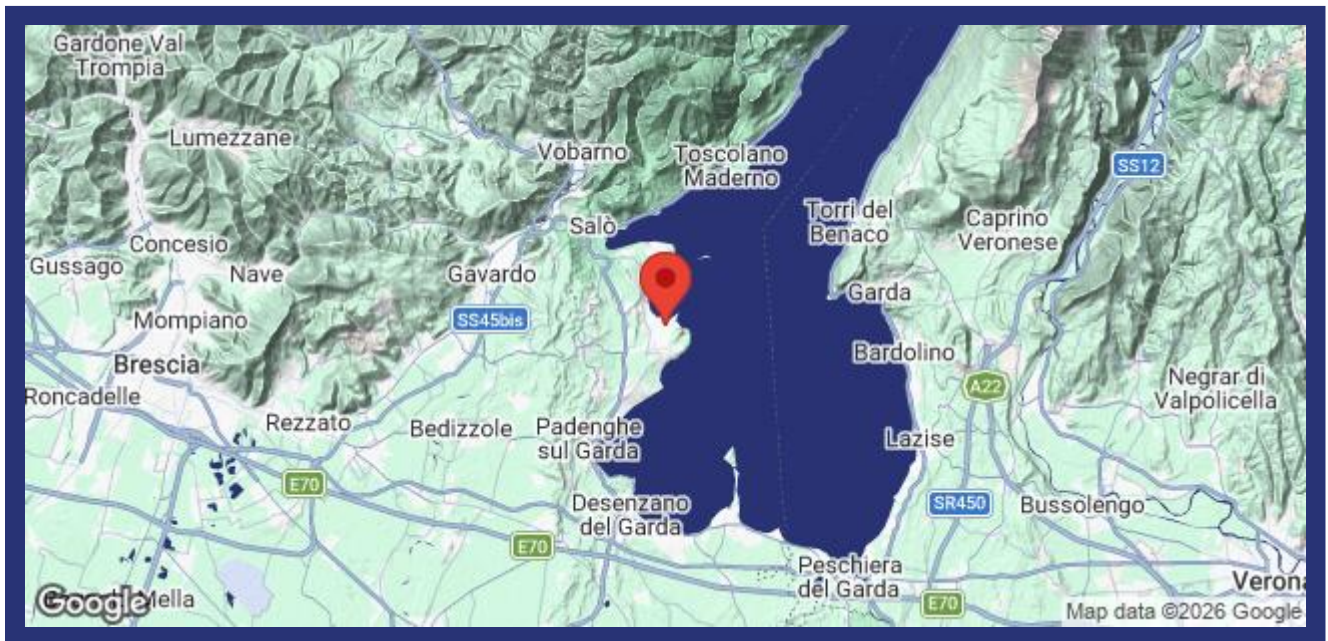 Gardone Val
Trompia
Lumezzane
Vobarno
Toscolano
Maderno
SS12
Torri del
Benaco
Caprino
Veronese
Salò
Concesio
Gussago
Nave
Gavardo
Garda
Mompiano
SS45bis
Brescia
Bardolino
A22
Roncadelle
Negrar di
Valpolicella
Rezzato
Bedizzole
Padenghe
sul Garda
Lazise
E70
Desenzano
del Garda
SR450
Bussolengo
E70
Peschiera
del Garda
Verona
E70
Google
Mella
Map data ©2026 Google